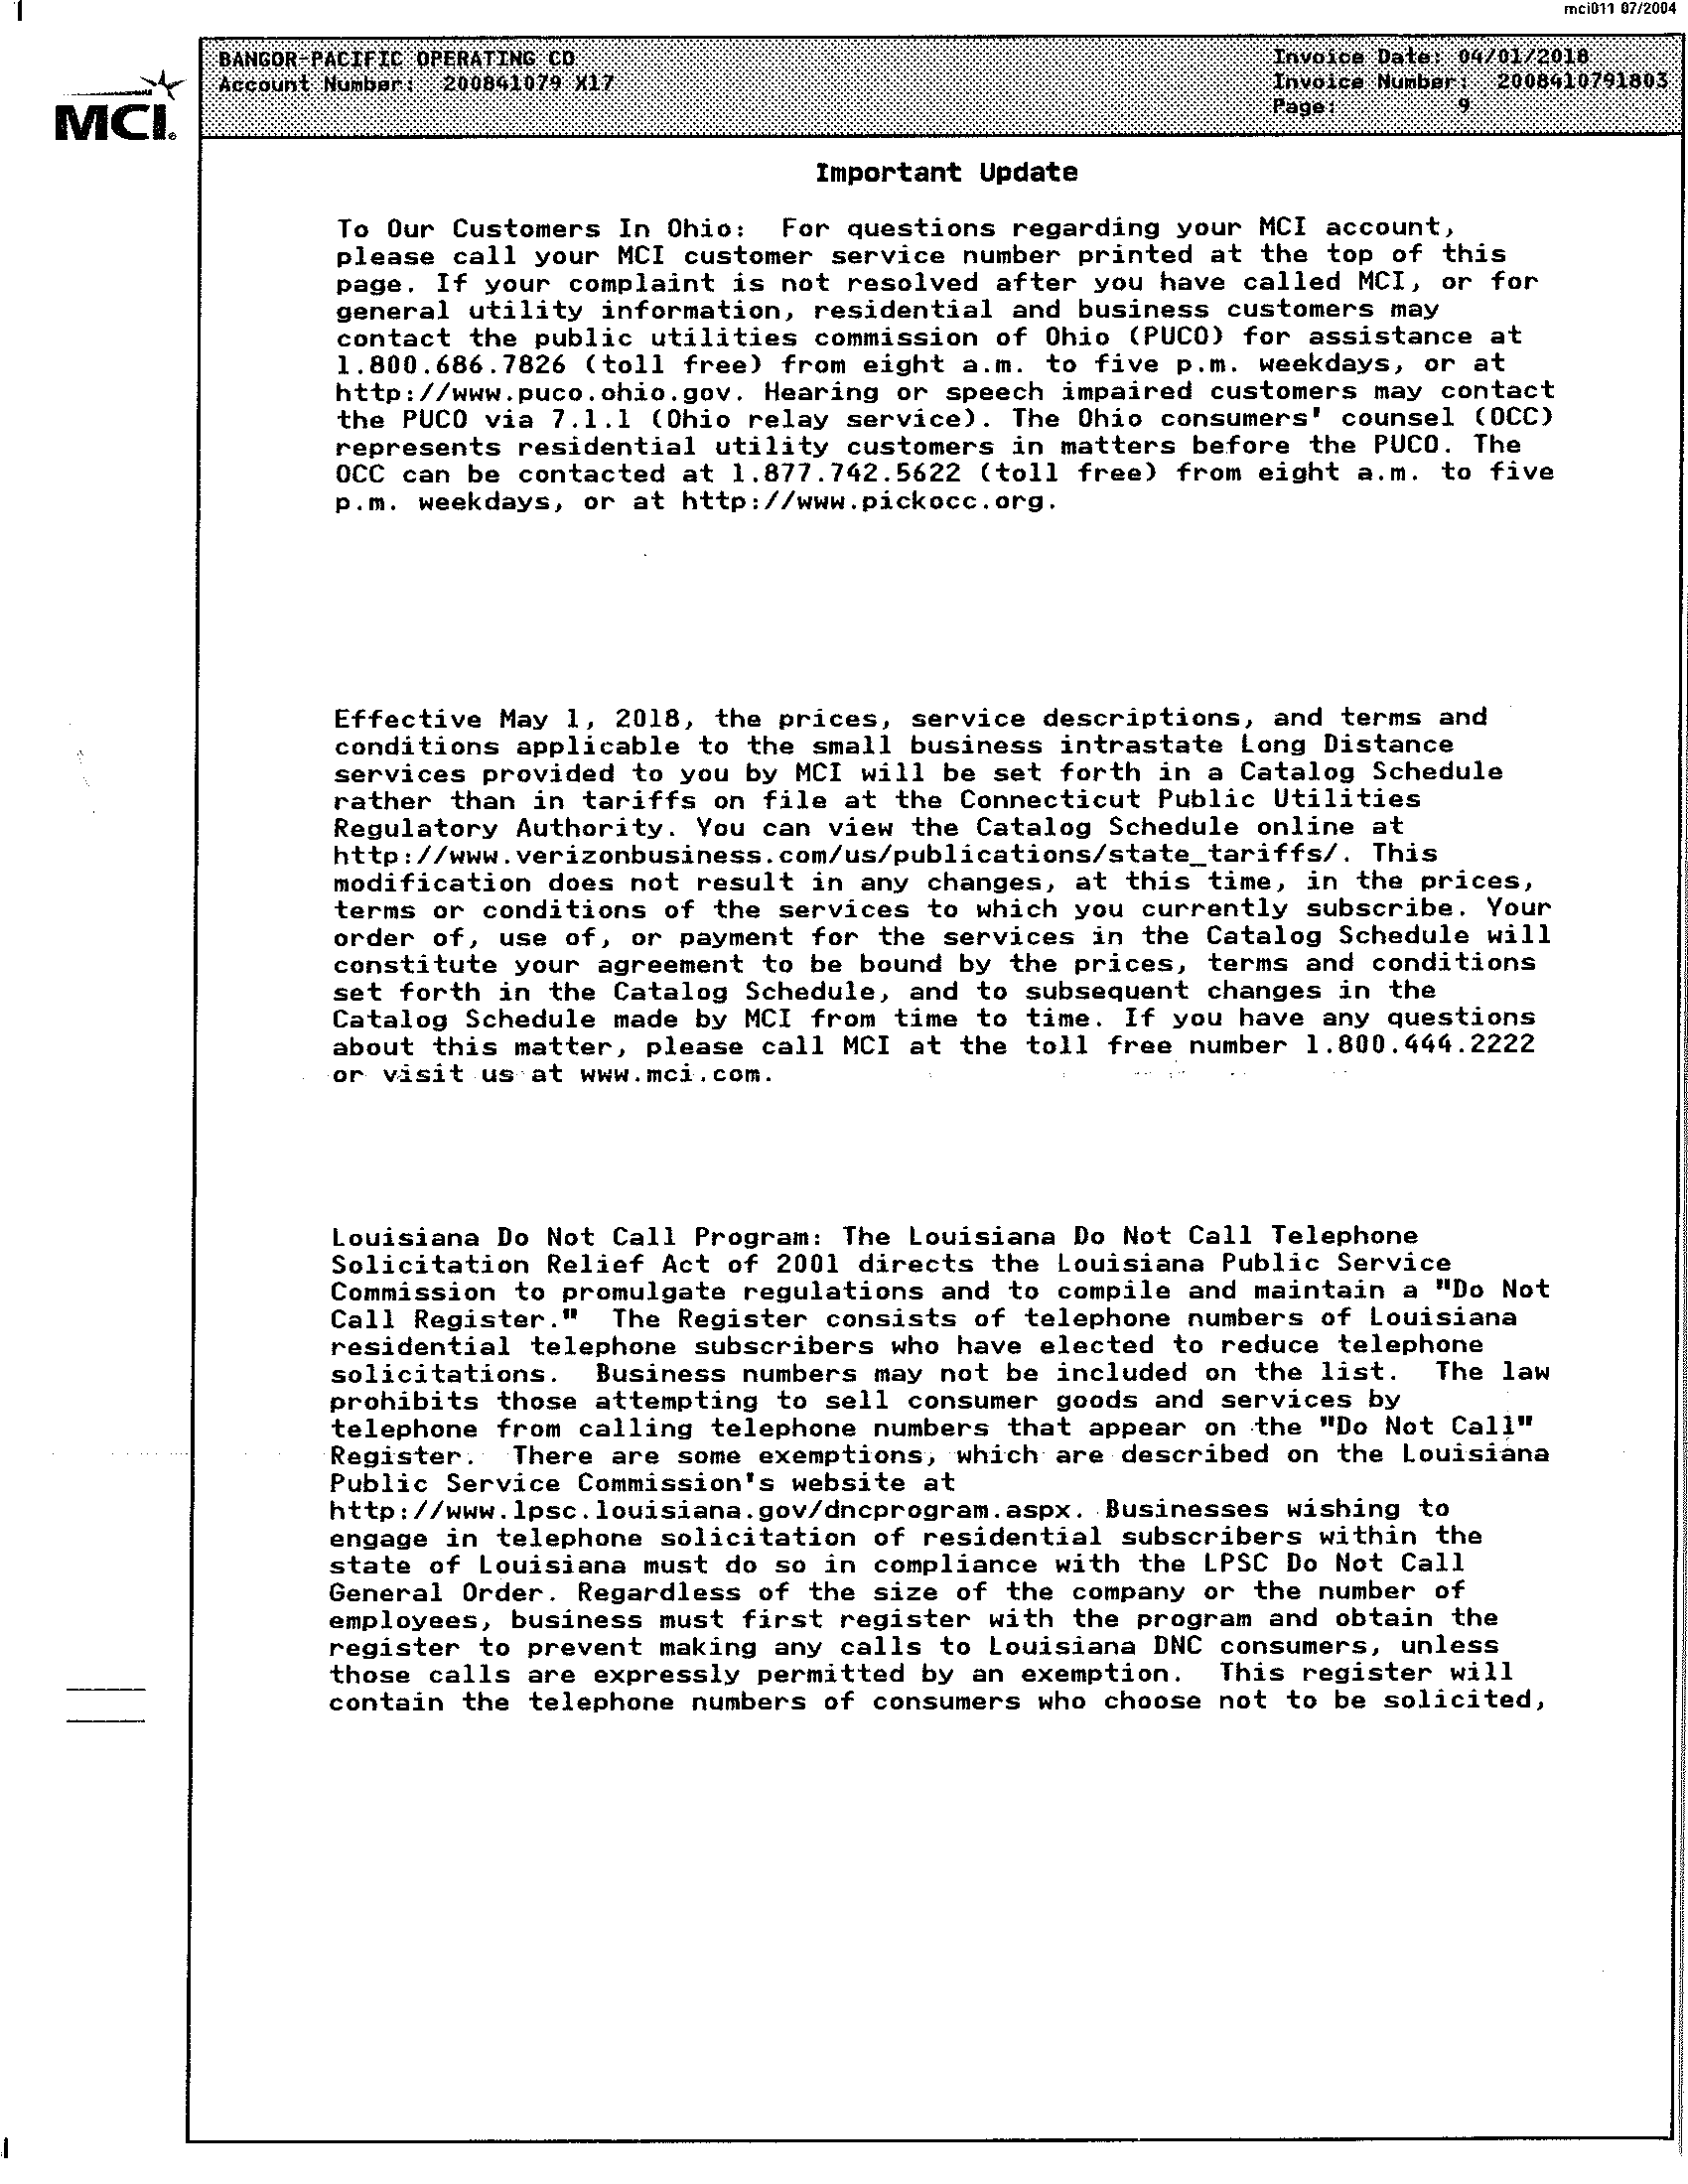 mci011 07/2004
BANGOR-PACIFIC OPERATING CO
Account Number: 200841079 X17
Invoice Date: 04/01/2018
Invoice Number: 2008410791803
Page: 9
MCI®
Important Update
To Our Customers In Ohio: For questions regarding your MCI account,
please call your MCI customer service number printed at the top of this
page. If your complaint is not resolved after you have called MCI, or for
general utility information, residential and business customers may
contact the public utilities commission of Ohio (PUCO) for assistance at
1.800.686.7826 (toll free) from eight a.m. to five p.m. weekdays, or at
http://www.puco.ohio.gov. Hearing or speech impaired customers may contact
the PUCO via 7.1.1 (Ohio relay service). The Ohio consumers' counsel (OCC)
represents residential utility customers in matters before the PUCO. The
OCC can be contacted at 1.877.742.5622 (toll free) from eight a.m. to five
p.m. weekdays, or at http://www.pickocc.org.
Effective May 1, 2018, the prices, service descriptions, and terms and
conditions applicable to the small business intrastate Long Distance
services provided to you by MCI will be set forth in a Catalog Schedule
rather than in tariffs on file at the Connecticut Public Utilities
Regulatory Authority. You can view the Catalog Schedule online at
http://www.verizonbusiness.com/us/publications/state_tariffs/. This
modification does not result in any changes, at this time, in the prices,
terms or conditions of the services to which you currently subscribe. Your
order of, use of, or payment for the services in the Catalog Schedule will
constitute your agreement to be bound by the prices, terms and conditions
set forth in the Catalog Schedule, and to subsequent changes in the
Catalog Schedule made by MCI from time to time. If you have any questions
about this matter, please call MCI at the toll free number 1.800.444.2222
or visit us at www.mci.com.
Louisiana Do Not Call Program: The Louisiana Do Not Call Telephone
Solicitation Relief Act of 2001 directs the Louisiana Public Service
Commission to promulgate regulations and to compile and maintain a "Do Not
Call Register." The Register consists of telephone numbers of Louisiana
residential telephone subscribers who have elected to reduce telephone
solicitations. Business numbers may not be included on the list. The law
prohibits those attempting to sell consumer goods and services by
telephone from calling telephone numbers that appear on the "Do Not Call"
Register. There are some exemptions, which are described on the Louisiana
Public Service Commission's website at
http://www.lpsc.louisiana.gov/dncprogram.aspx. Businesses wishing to
engage in telephone solicitation of residential subscribers within the
state of Louisiana must do so in compliance with the LPSC Do Not Call
General Order. Regardless of the size of the company or the number of
employees, business must first register with the program and obtain the
register to prevent making any calls to Louisiana DNC consumers, unless
those calls are expressly permitted by an exemption. This register will
contain the telephone numbers of consumers who choose not to be solicited,